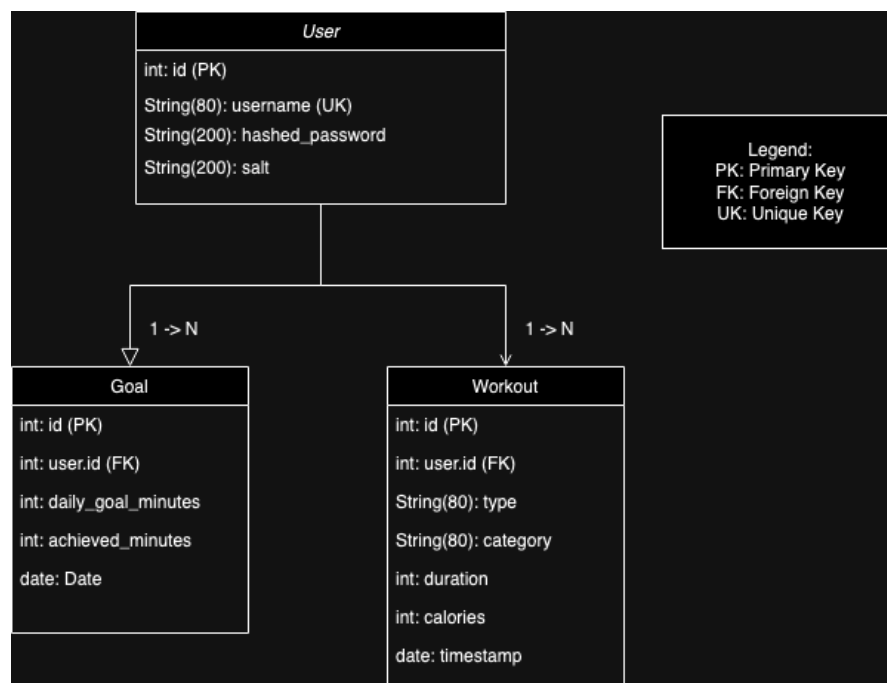 User
int: id (PK)
String(80): username (UK)
String(200): hashed_password
String(200): salt
Legend:
PK: Primary Key
FK: Foreign Key
UK: Unique Key
1 -> N
1 -> N
Goal
int: id (PK)
int: user.id (FK)
int: daily_goal_minutes
int: achieved_minutes
date: Date
Workout
int: id (PK)
int: user.id (FK)
String(80): type
String(80): category
int: duration
int: calories
date: timestamp